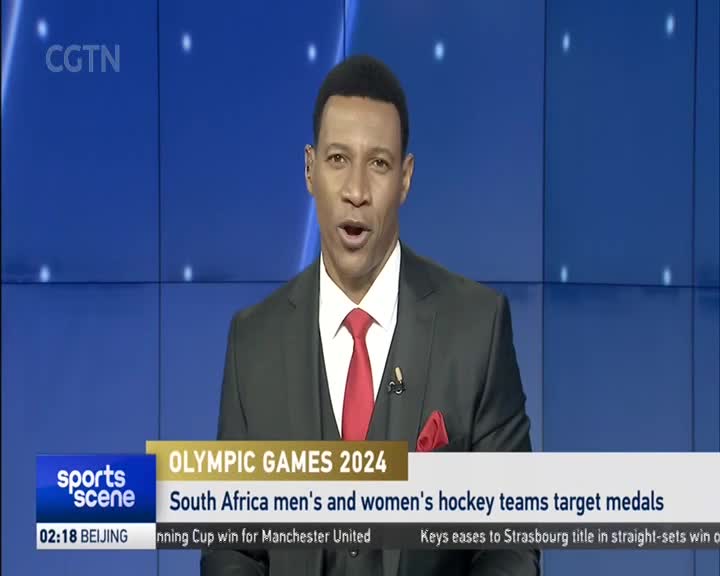 CGTN
OLYMPIC GAMES 2024
sports
scene
South Africa men's and women's hockey teams target medals
02:18 BEIJING
nning Cup win for Manchester United
Keys eases to Strasbourg title in straight-sets win o